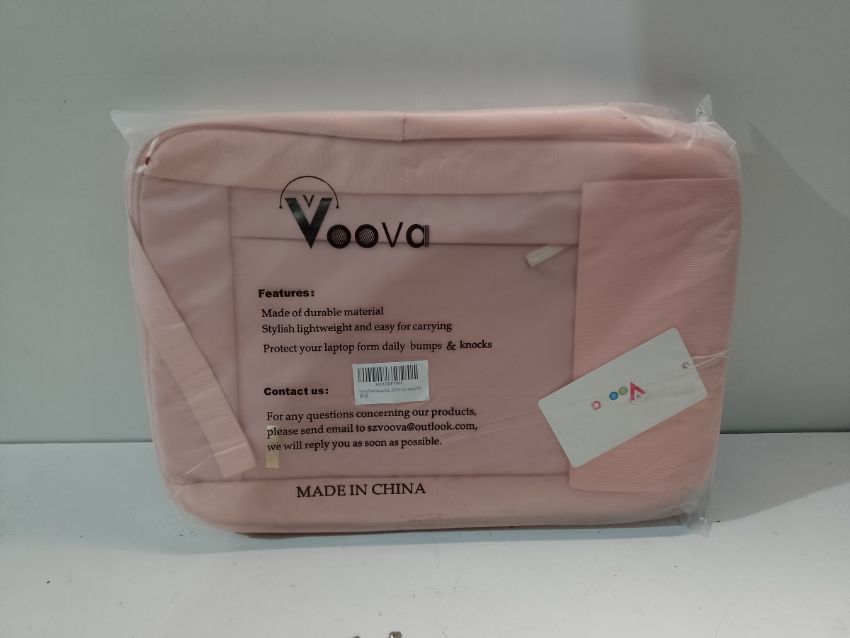 Voova
Features:
Made of durable material
Stylish lightweight and easy for carrying
Protect your laptop form daily bumps & knocks
Contact us:
For any questions concerning our products,
please send email to szvoova@outlook.com,
we will reply you as soon as possible.
MADE IN CHINA
Voova